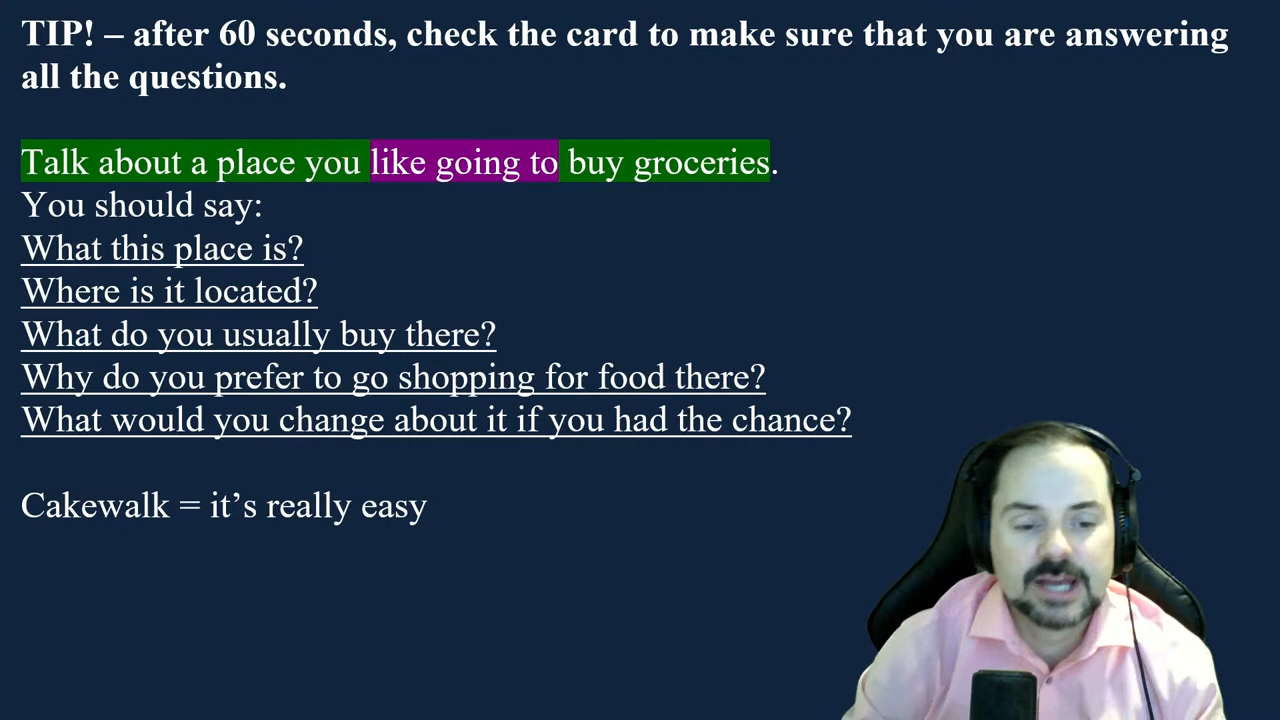 TIP! – after 60 seconds, check the card to make sure that you are answering
all the questions.
Talk about a place you like going to buy groceries.
You should say:
What this place is?
Where is it located?
What do you usually buy there?
Why do you prefer to go shopping for food there?
What would you change about it if you had the chance?
Cakewalk = it’s really easy